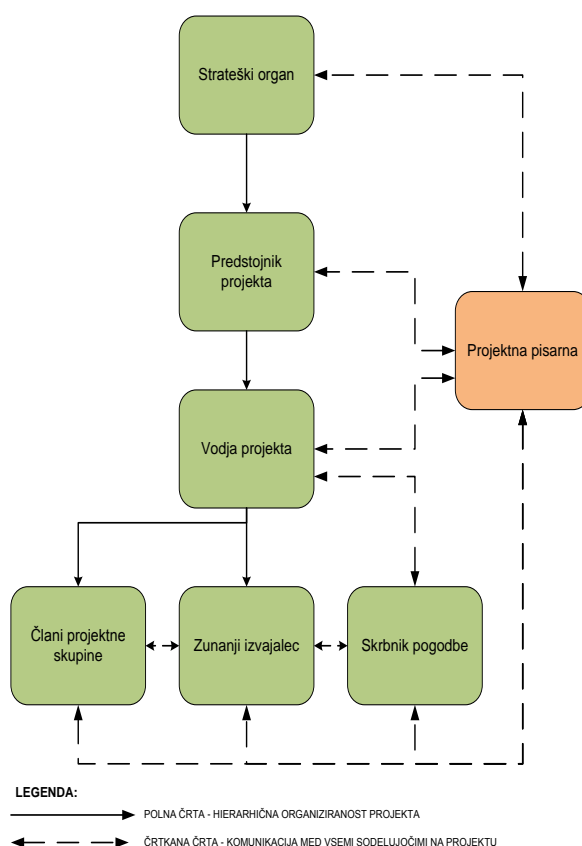 Strateški organ
Predstojnik
projekta
Projektna pisarna
Vodja projekta
Člani projektne
skupine
Zunanji izvajalec
Skrbnik pogodbe
LEGENDA:
POLNA ČRTA - HIERARHIČNA ORGANIZIRANOST PROJEKTA
ČRTKANA ČRTA - KOMUNIKACIJA MED VSEMI SODELUJOČIMI NA PROJEKTU